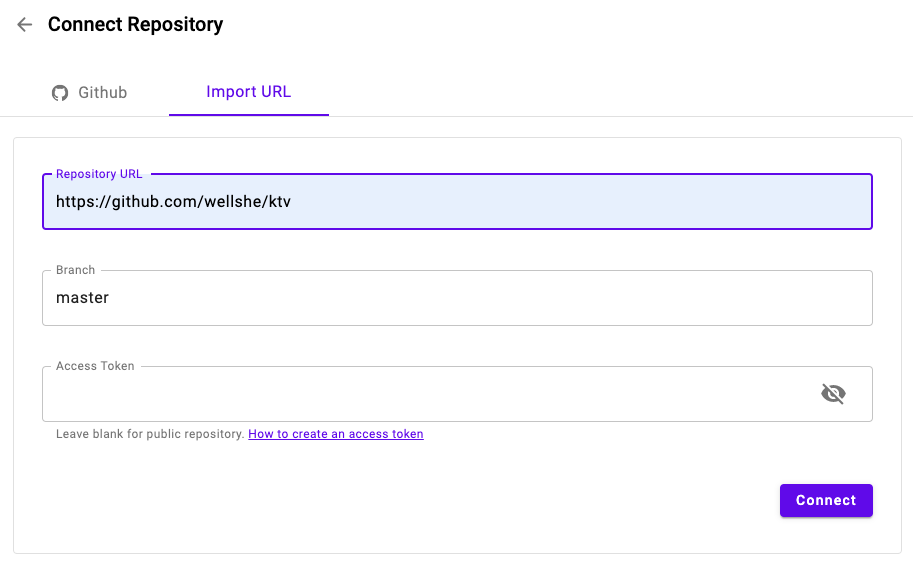 Connect Repository
Github
Import URL
Repository URL
https://github.com/wellshe/ktv
Branch
master
Access Token
Leave blank for public repository. How to create an access token
Connect